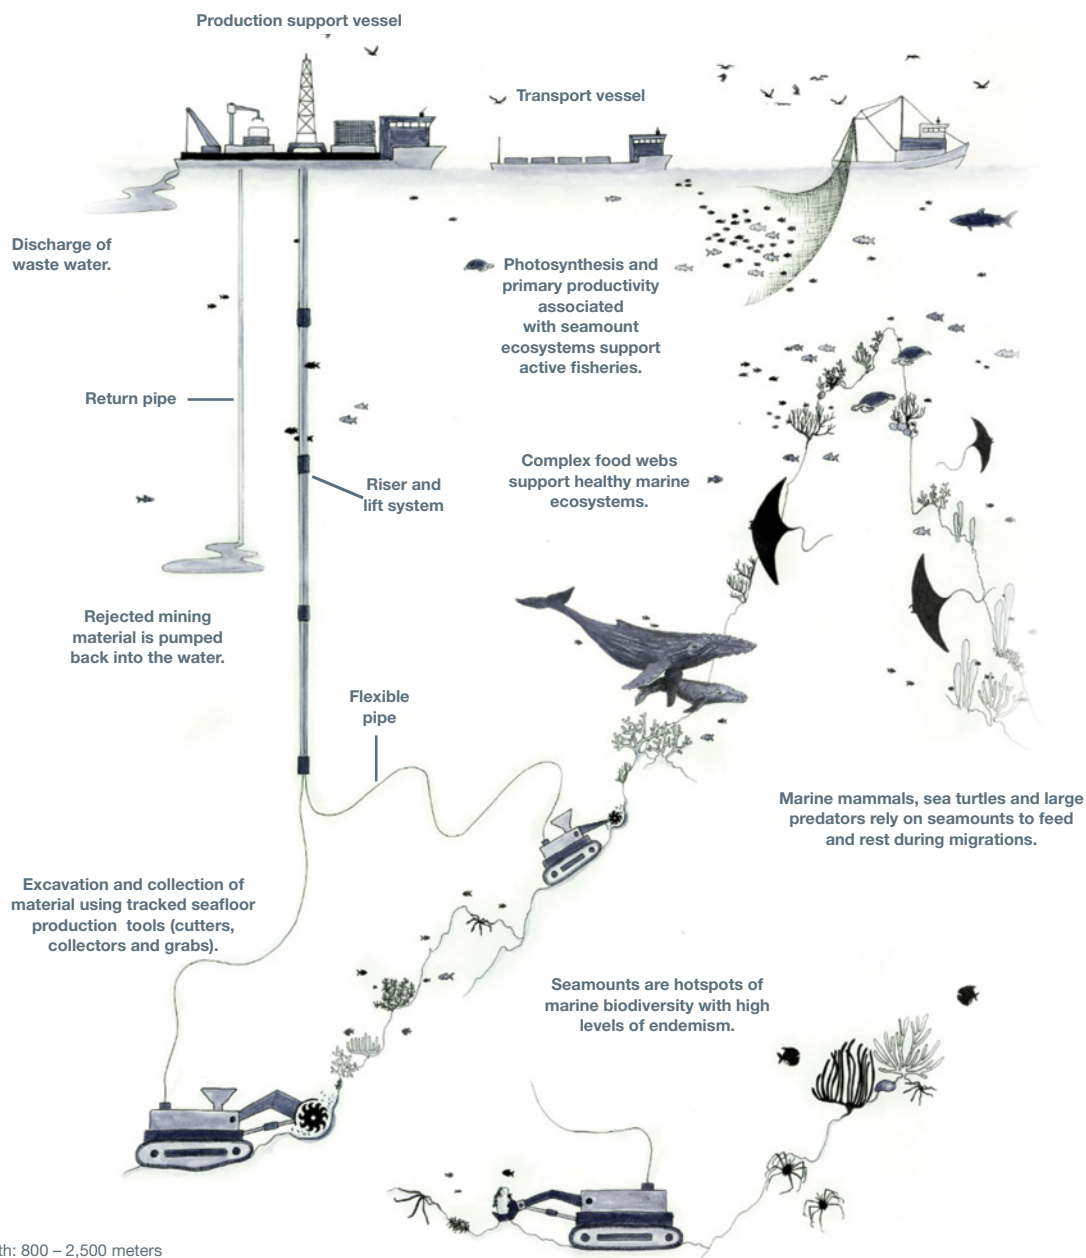 Production support vessel
Transport vessel
Discharge of
waste water.
Photosynthesis and
primary productivity
associated
with seamount
ecosystems support
active fisheries.
Return pipe
Complex food webs
support healthy marine
ecosystems.
Riser and
lift system
Rejected mining
material is pumped
back into the water.
Flexible
pipe
Marine mammals, sea turtles and large
predators rely on seamounts to feed
and rest during migrations.
Excavation and collection of
material using tracked seafloor
production tools (cutters,
collectors and grabs).
Seamounts are hotspots of
marine biodiversity with high
levels of endemism.
800 – 2,500 meters